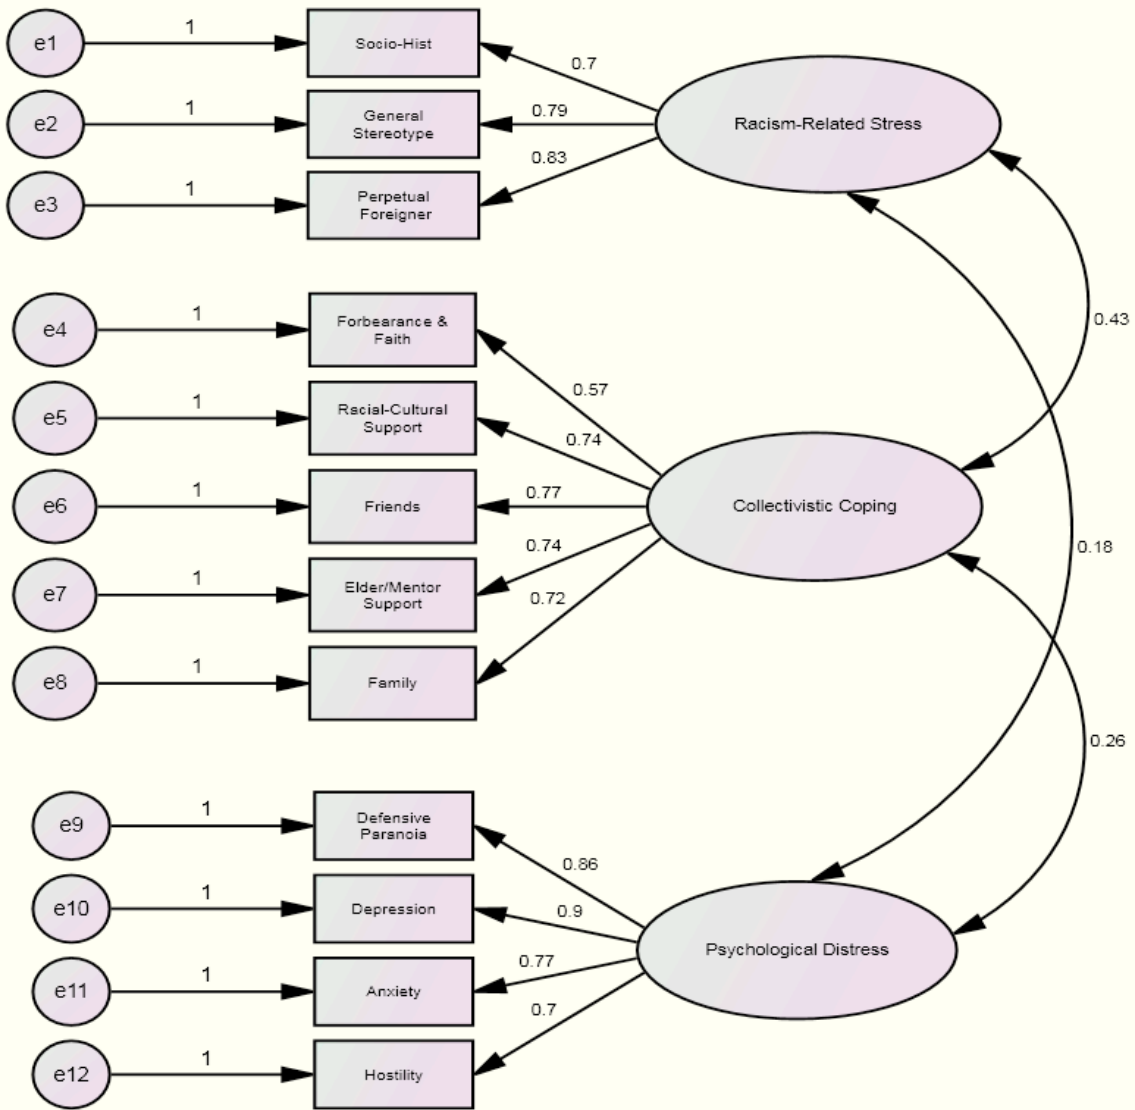 e1
1
Socio-Hist
0.7
e2
1
General
Stereotype
0.79
Racism-Related Stress
e3
1
Perpetual
Foreigner
0.83
0.43
e4
1
Forbearance &
Faith
0.57
e5
1
Racial-Cultural
Support
0.74
e6
1
Friends
0.77
Collectivistic Coping
e7
1
Elder/Mentor
Support
0.74
0.18
e8
1
Family
0.72
0.26
e9
1
Defensive
Paranoia
0.86
e10
1
Depression
0.9
Psychological Distress
e11
1
Anxiety
0.77
e12
1
Hostility
0.7